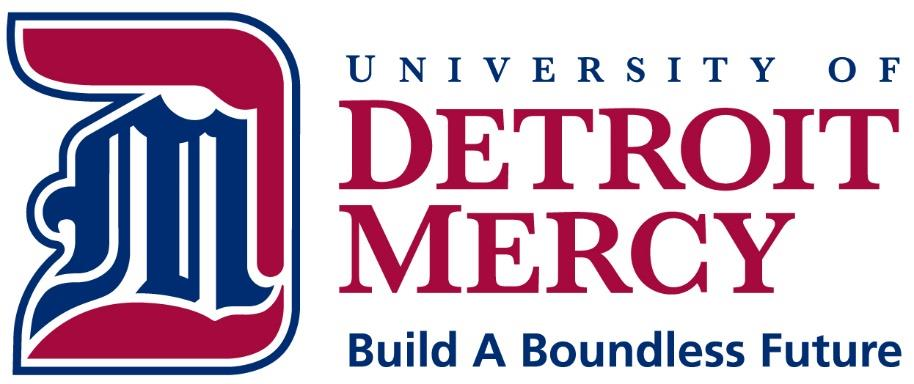 UNIVERSITY OF
DETROIT
MERCY
Build A Boundless Future